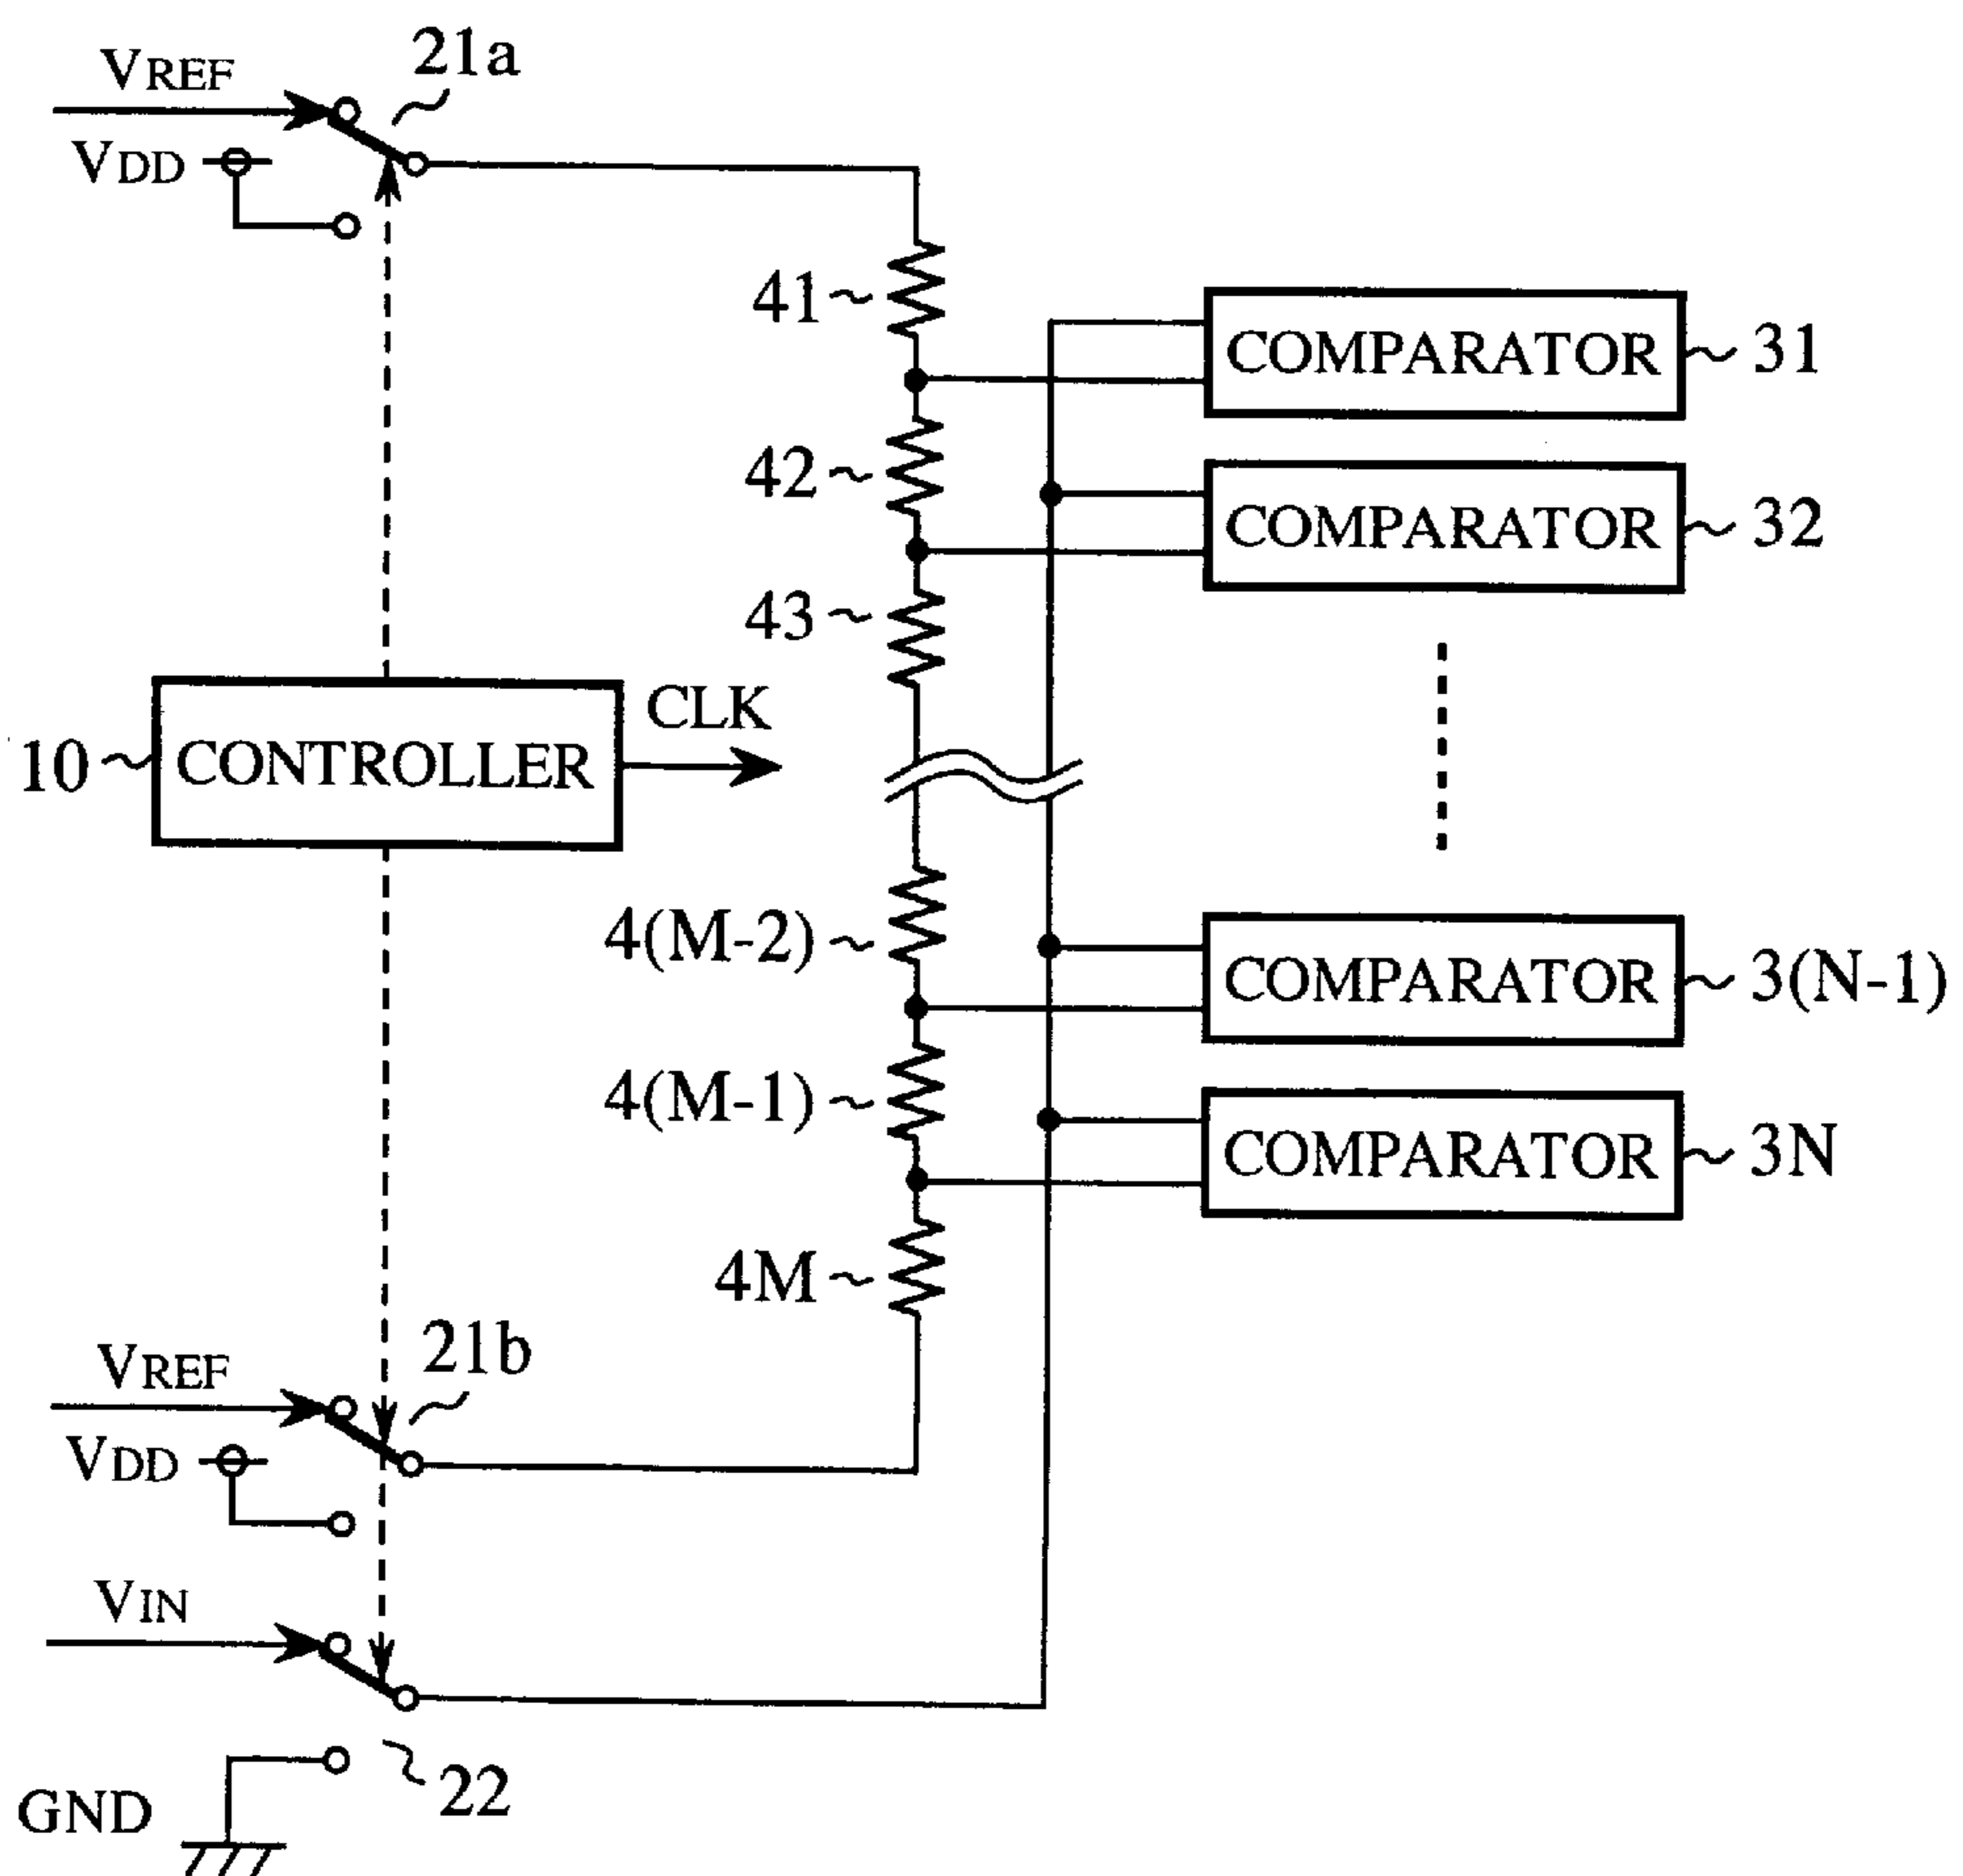 21a
VREF
VDD
41
COMPARATOR
31
42
COMPARATOR
32
43
CLK
10
CONTROLLER
4(M-2)
COMPARATOR
3(N-1)
4(M-1)
COMPARATOR
3N
4M
21b
VREF
VDD
VIN
22
GND